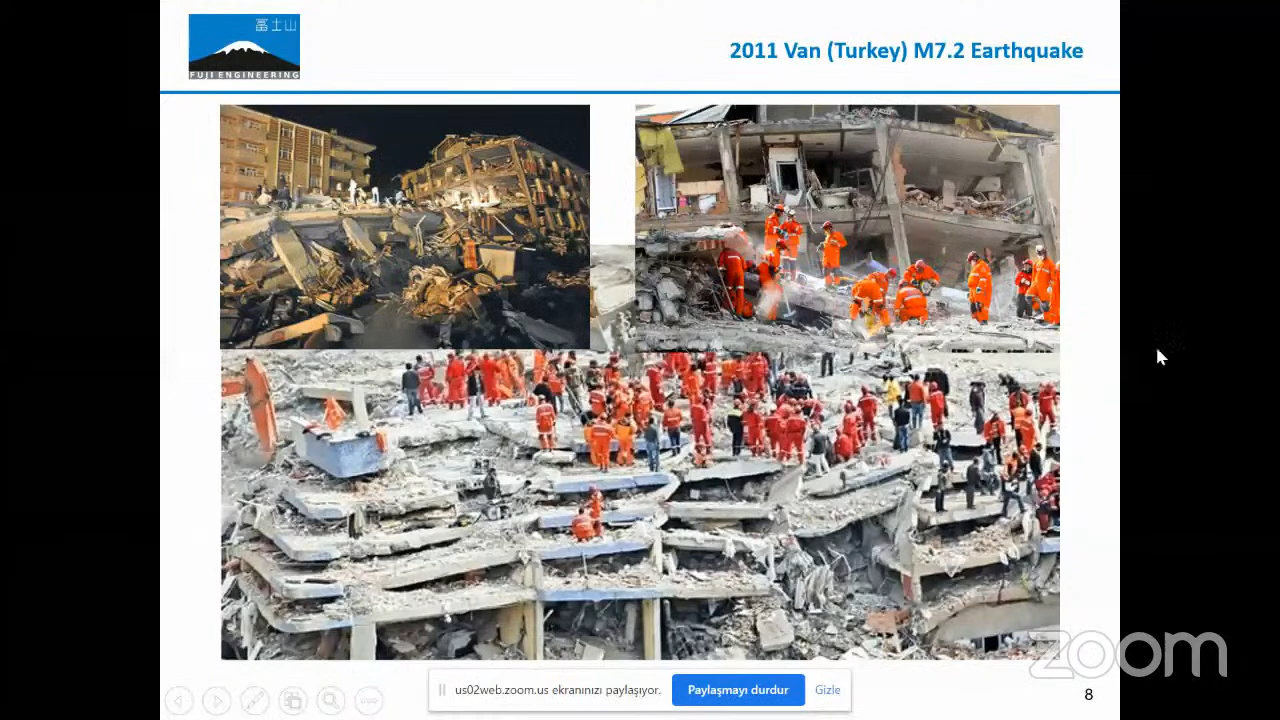 富士山
FUJI ENGINEERING
2011 Van (Turkey) M7.2 Earthquake
zoom
us02web.zoom.us ekranınızı paylaşıyor.
Paylaşmayı durdur
Gizle
8